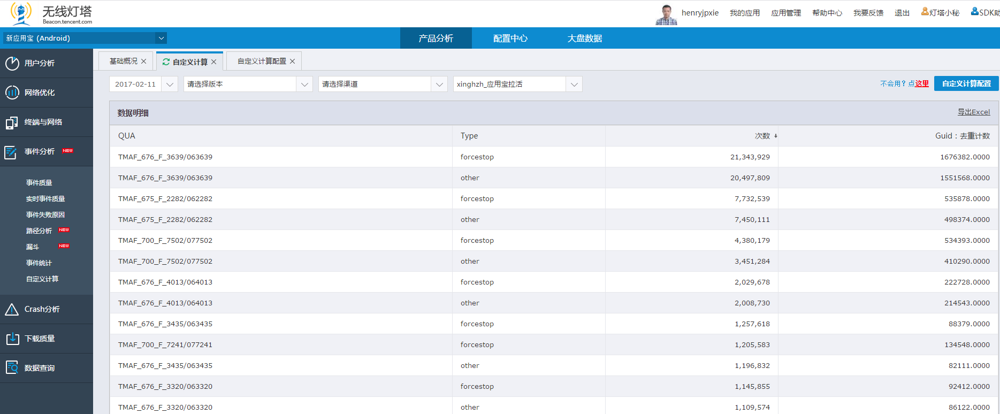 无线灯塔
Beacon.tencent.com
henryjpxie 我的应用 应用管理 帮助中心 我要反馈 退出 灯塔小秘 SDK助
新应用宝 (Android)
产品分析 配置中心 大盘数据
用户分析
网络优化
终端与网络
事件分析 NEW
事件质量
实时事件质量
事件失败原因
路径分析 NEW
漏斗 NEW
事件统计
自定义计算
Crash分析
下载质量
数据查询
基础概况 自定义计算 自定义计算配置
2017-02-11 请选择版本 请选择渠道 xinghzh_应用宝拉活
不会用？点这里 自定义计算配置
数据明细 导出Excel
QUA Type 次数 Guid：去重计数
TMAF_676_F_3639/063639 forcestop 21,343,929 1676382.0000
TMAF_676_F_3639/063639 other 20,497,809 1551568.0000
TMAF_675_F_2282/062282 forcestop 7,732,539 535878.0000
TMAF_675_F_2282/062282 other 7,450,111 498374.0000
TMAF_700_F_7502/077502 forcestop 4,380,179 534393.0000
TMAF_700_F_7502/077502 other 3,451,284 410290.0000
TMAF_676_F_4013/064013 forcestop 2,029,678 222728.0000
TMAF_676_F_4013/064013 other 2,008,730 214543.0000
TMAF_676_F_3435/063435 forcestop 1,257,618 88379.0000
TMAF_700_F_7241/077241 forcestop 1,205,583 134548.0000
TMAF_676_F_3435/063435 other 1,196,832 82111.0000
TMAF_676_F_3320/063320 forcestop 1,145,855 92412.0000
TMAF_676_F_3320/063320 other 1,109,574 86122.0000